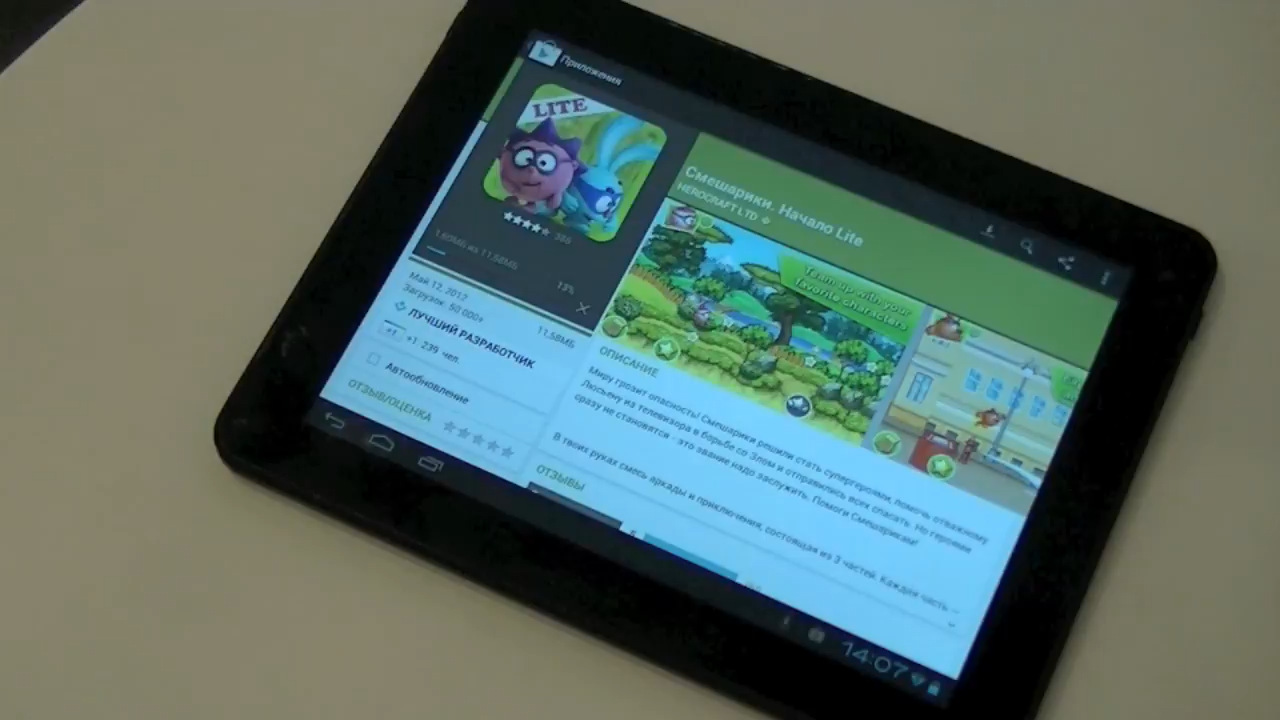 Приложения
LITE
Смешарики. Начало Lite
HEROCRAFT LTD
355
1,60МБ из 11,58МБ
13%
Май 12, 2012
Загрузок: 50 000+
11,58МБ
ЛУЧШИЙ РАЗРАБОТЧИК
+1 239 чел.
Автообновление
ОТЗЫВ/ОЦЕНКА
Team up with your
favorite characters
ОПИСАНИЕ
Миру грозит опасность! Смешарики решили стать супергероями, помочь отважному
Люсьену из телевизора в борьбе со Злом и отправились всех спасать. Но героями
сразу не становятся - это звание надо заслужить. Помоги Смешарикам!
В твоих руках смесь аркады и приключения, состоящая из 3 частей. Каждая часть –
ОТЗЫВЫ
14:07